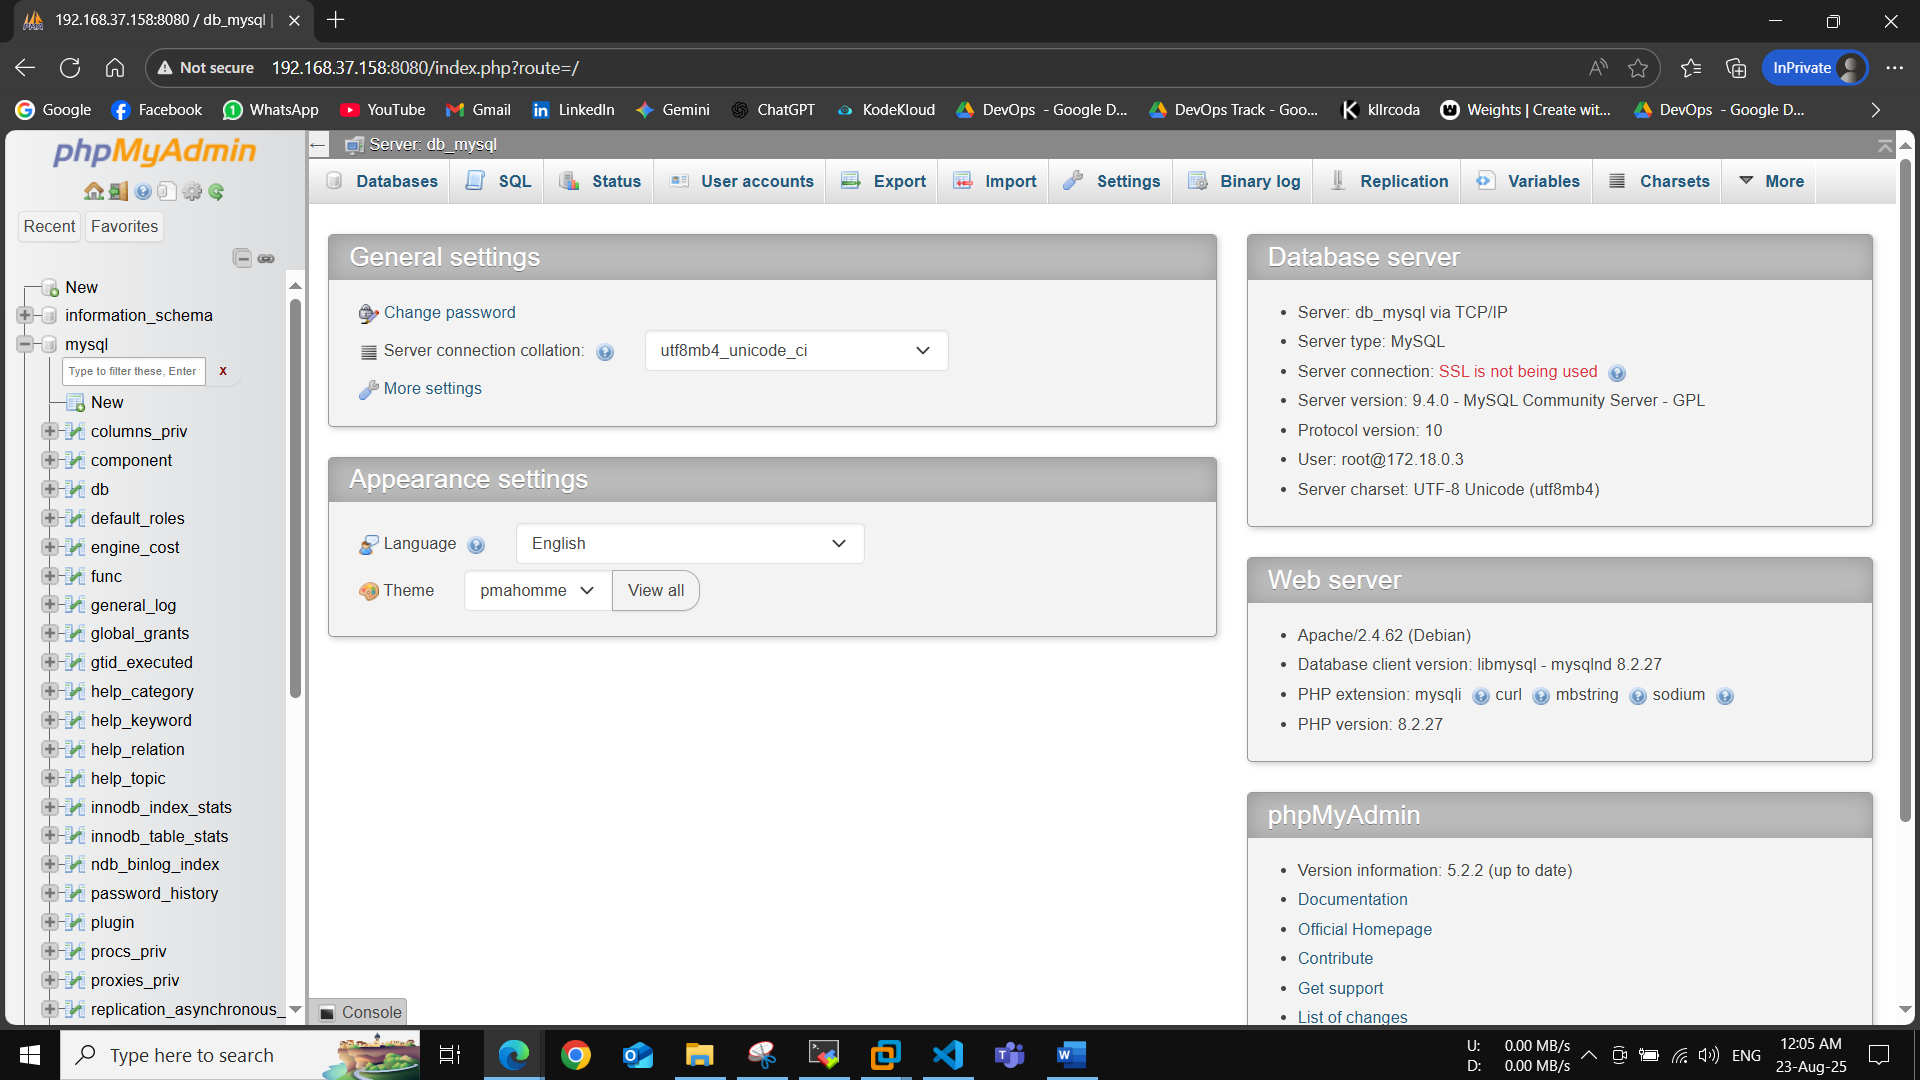 192.168.37.158:8080 / db_mysql |
Not secure 192.168.37.158:8080/index.php?route=/
InPrivate
Google Facebook WhatsApp YouTube Gmail LinkedIn Gemini ChatGPT KodeKloud DevOps - Google D... DevOps Track - Goo... kllrcoda Weights | Create wit... DevOps - Google D...
phpMyAdmin
Recent Favorites
New
information_schema
mysql
Type to filter these, Enter X
New
columns_priv
component
db
default_roles
engine_cost
func
general_log
global_grants
gtid_executed
help_category
help_keyword
help_relation
help_topic
innodb_index_stats
innodb_table_stats
ndb_binlog_index
password_history
plugin
procs_priv
proxies_priv
replication_asynchronous_
Server: db_mysql
Databases SQL Status User accounts Export Import Settings Binary log Replication Variables Charsets More
General settings
Change password
Server connection collation: utf8mb4_unicode_ci
More settings
Appearance settings
Language English
Theme pmahomme View all
Database server
Server: db_mysql via TCP/IP
Server type: MySQL
Server connection: SSL is not being used
Server version: 9.4.0 - MySQL Community Server - GPL
Protocol version: 10
User: root@172.18.0.3
Server charset: UTF-8 Unicode (utf8mb4)
Web server
Apache/2.4.62 (Debian)
Database client version: libmysql - mysqlnd 8.2.27
PHP extension: mysqli curl mbstring sodium
PHP version: 8.2.27
phpMyAdmin
Version information: 5.2.2 (up to date)
Documentation
Official Homepage
Contribute
Get support
List of changes
Console
Type here to search
U: 0.00 MB/s
D: 0.00 MB/s
ENG
12:05 AM
23-Aug-25